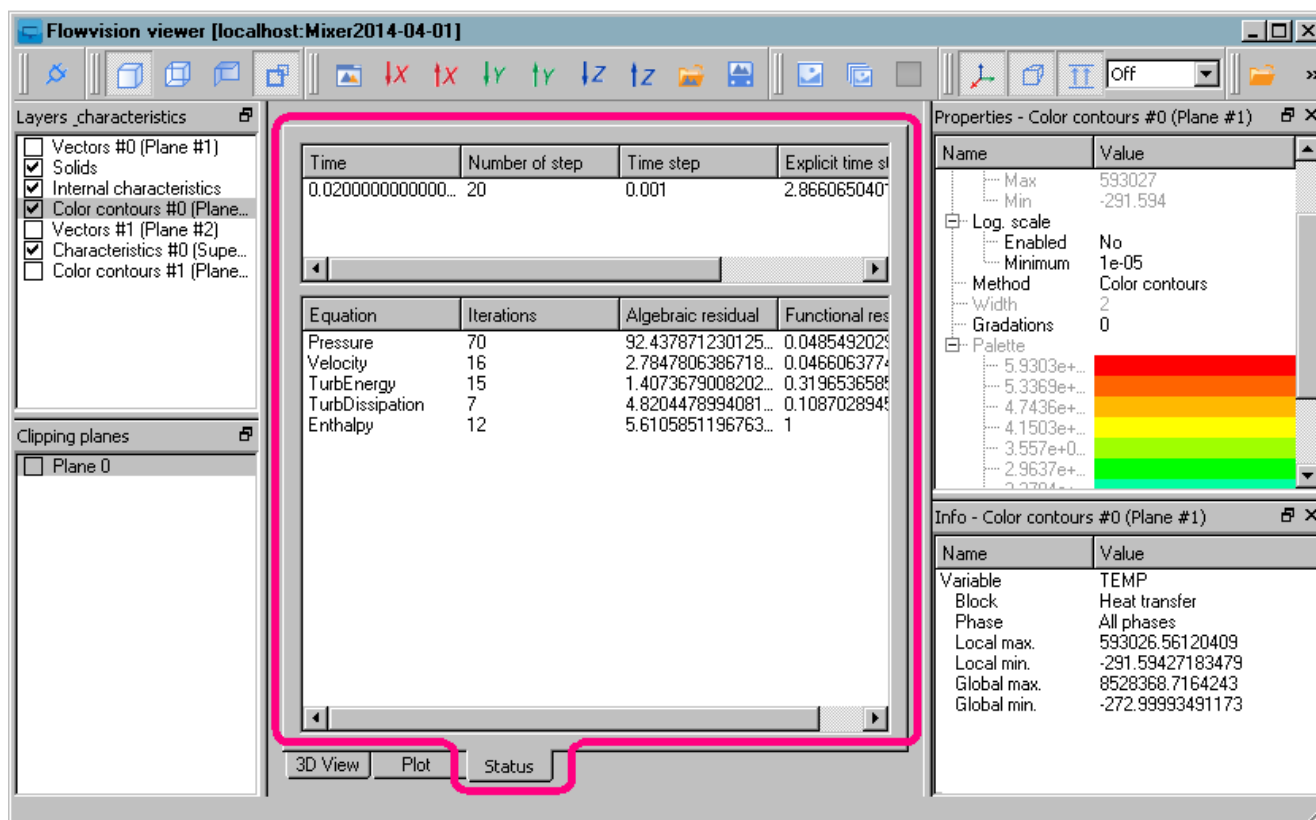 Flowvision viewer [localhost:Mixer2014-04-01]
X X Y Y Z Z Off »
Layers _characteristics
Vectors #0 (Plane #1)
Solids
Internal characteristics
Color contours #0 (Plane...
Vectors #1 (Plane #2)
Characteristics #0 (Supe...
Color contours #1 (Plane...
Clipping planes
Plane 0
Time Number of step Time step Explicit time st
0.0200000000000... 20 0.001 2.866065040
Equation Iterations Algebraic residual Functional res
Pressure 70 92.437871230125... 0.048549202
Velocity 16 2.7847806386718... 0.046606377
TurbEnergy 15 1.4073679008202... 0.319653658
TurbDissipation 7 4.8204478994081... 0.108702894
Enthalpy 12 5.6105851196763... 1
3D View Plot Status
Properties - Color contours #0 (Plane #1)
Name Value
Max 593027
Min -291.594
Log. scale
Enabled No
Minimum 1e-05
Method Color contours
Width 2
Gradations 0
Palette
5.9303e+...
5.3369e+...
4.7436e+...
4.1503e+...
3.557e+0...
2.9637e+...
Info - Color contours #0 (Plane #1)
Name Value
Variable TEMP
Block Heat transfer
Phase All phases
Local max. 593026.56120409
Local min. -291.59427183479
Global max. 8528368.7164243
Global min. -272.99993491173